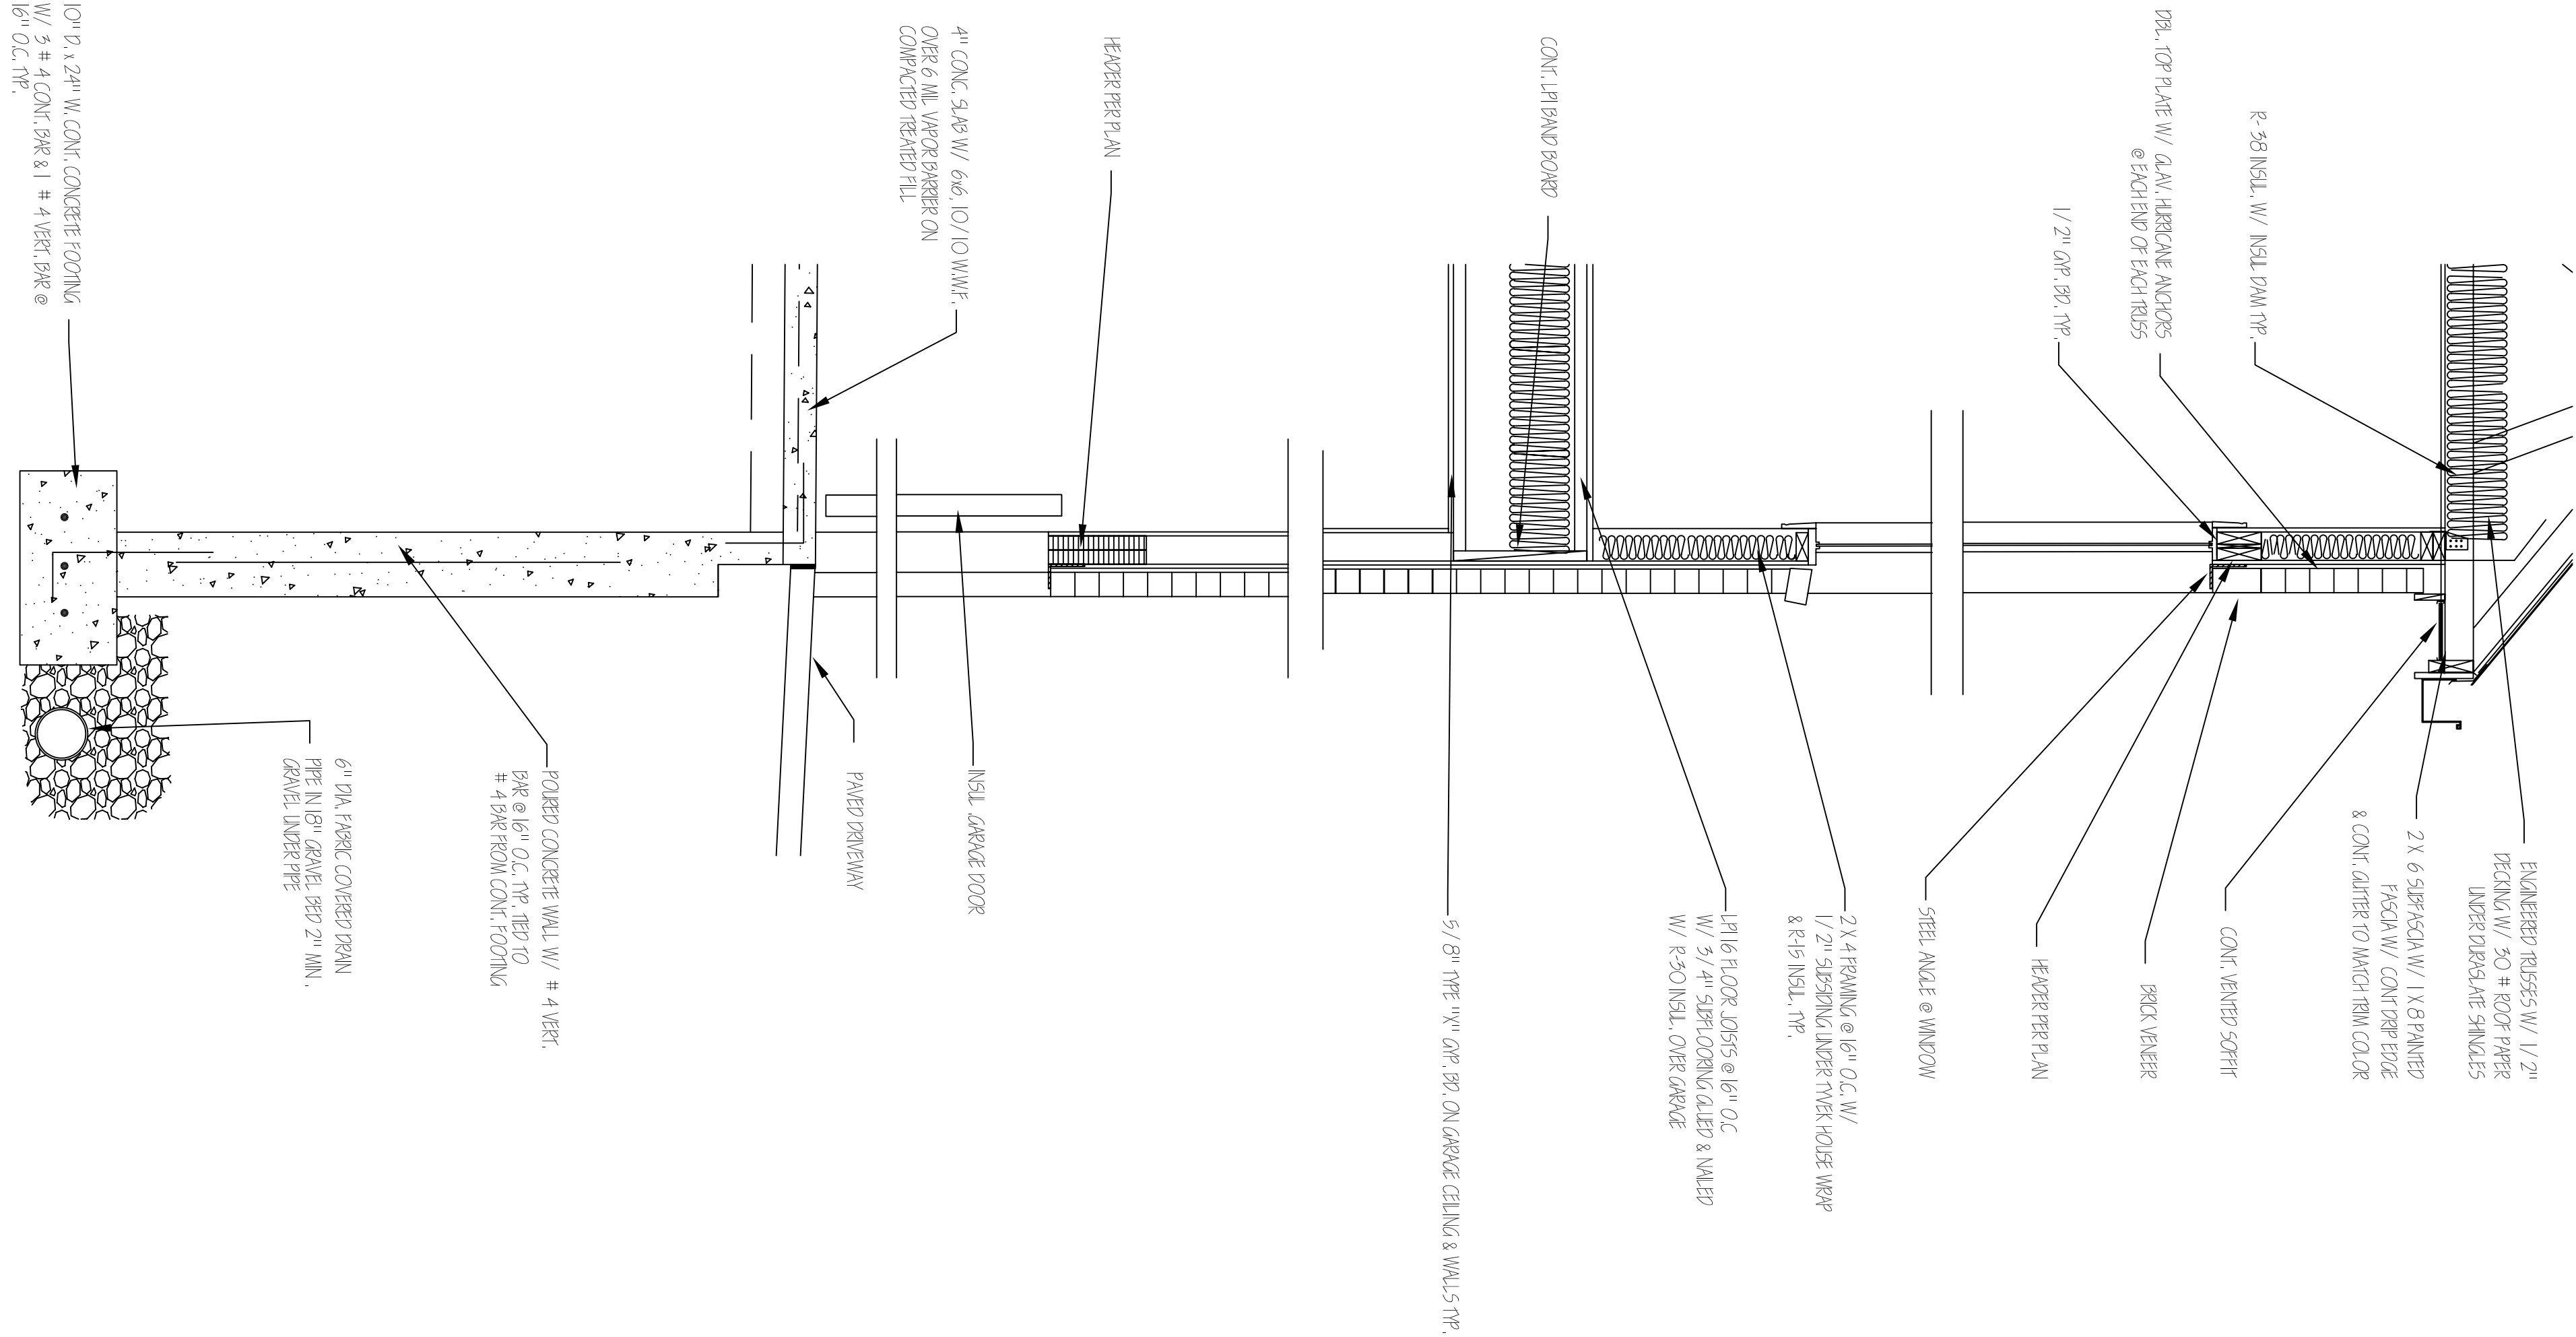 DBL. TOP PLATE W/ GLAV. HURRICANE ANCHORS
@ EACH END OF EACH TRUSS
R-38 INSUL. W/ INSUL DAM TYP.
1/2" GYP. BD. TYP.
CONT. LPI BAND BOARD
HEADER PER PLAN
4" CONC. SLAB W/ 6x6, 10/10 W.W.F.
OVER 6 MIL VAPOR BARRIER ON
COMPACTED TREATED FILL
10" D. x 24" W. CONT. CONCRETE FOOTING
W/ 3 # 4 CONT. BAR & 1 # 4 VERT. BAR @
16" O.C. TYP.
ENGINEERED TRUSSES W/ 1/2"
DECKING W/ 30 # ROOF PAPER
UNDER DURASLATE SHINGLES
2 X 6 SUBFASCIA W/ 1 X 8 PAINTED
FASCIA W/ CONT DRIP EDGE
& CONT. GUTTER TO MATCH TRIM COLOR
CONT. VENTED SOFFIT
BRICK VENEER
HEADER PER PLAN
STEEL ANGLE @ WINDOW
2 X 4 FRAMING @ 16" O.C. W/
1/2" SUBSIDING UNDER TYVEK HOUSE WRAP
& R-15 INSUL. TYP.
LPI 16 FLOOR JOISTS @ 16" O.C
W/ 3/4" SUBFLOORING GLUED & NAILED
W/ R-30 INSUL. OVER GARAGE
5/8" TYPE "X" GYP. BD. ON GARAGE CEILING & WALLS TYP.
INSUL .GARAGE DOOR
PAVED DRIVEWAY
POURED CONCRETE WALL W/ # 4 VERT.
BAR @ 16" O.C. TYP. TIED TO
# 4 BAR FROM CONT. FOOTING
6" DIA. FABRIC COVERED DRAIN
PIPE IN 18" GRAVEL BED 2" MIN.
GRAVEL UNDER PIPE